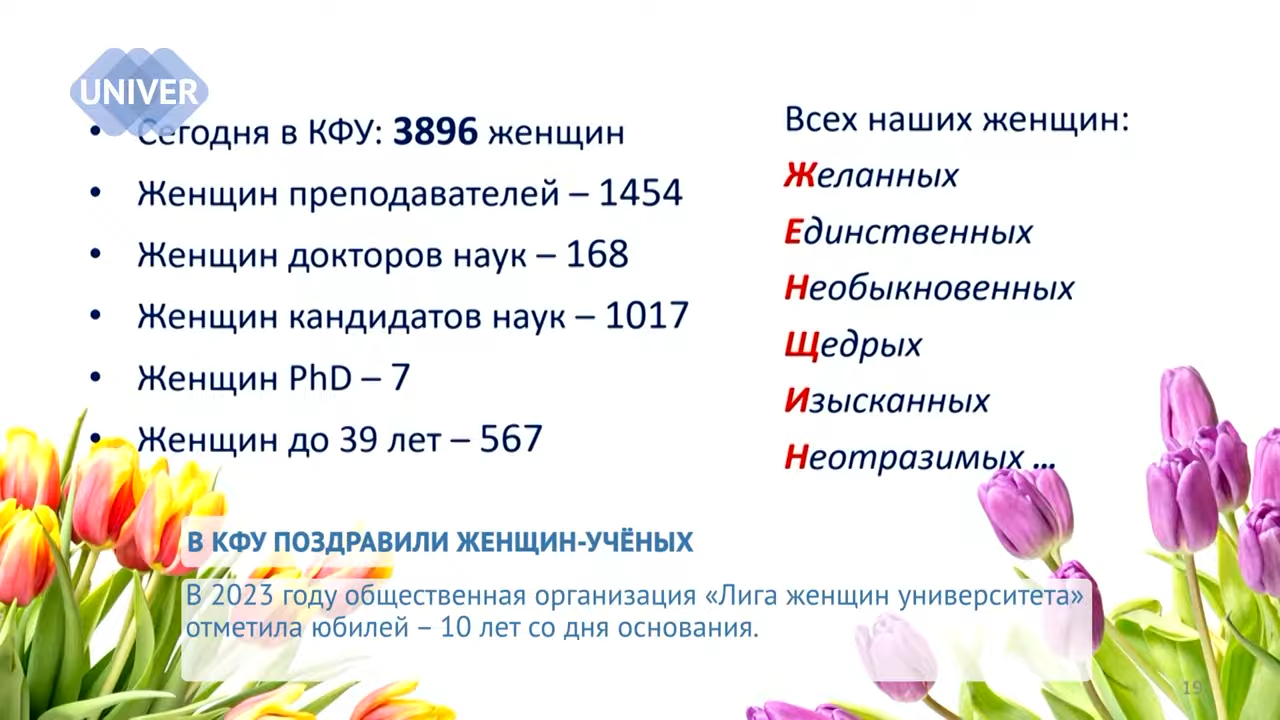 UNIVER
Сегодня в КФУ: 3896 женщин
Женщин преподавателей – 1454
Женщин докторов наук – 168
Женщин кандидатов наук – 1017
Женщин PhD – 7
Женщин до 39 лет – 567
Всех наших женщин:
Желанных
Единственных
Необыкновенных
Щедрых
Изысканных
Неотразимых ...
В КФУ ПОЗДРАВИЛИ ЖЕНЩИН-УЧЁНЫХ
В 2023 году общественная организация «Лига женщин университета»
отметила юбилей – 10 лет со дня основания.
19